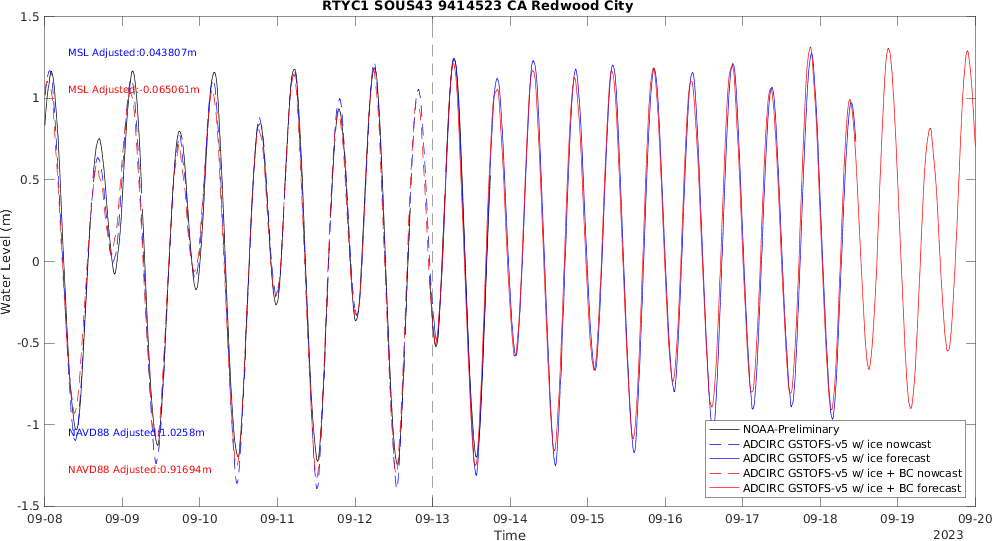 RTYC1 SOUS43 9414523 CA Redwood City
1.5
MSL Adjusted:0.043807m
MSL Adjusted:-0.065061m
1
0.5
0
-0.5
-1
-1.5
Water Level (m)
NAVD88 Adjusted:1.0258m
NAVD88 Adjusted:0.91694m
NOAA-Preliminary
ADCIRC GSTOFS-v5 w/ ice nowcast
ADCIRC GSTOFS-v5 w/ ice forecast
ADCIRC GSTOFS-v5 w/ ice + BC nowcast
ADCIRC GSTOFS-v5 w/ ice + BC forecast
09-08 09-09 09-10 09-11 09-12 09-13 09-14 09-15 09-16 09-17 09-18 09-19 09-20
Time
2023